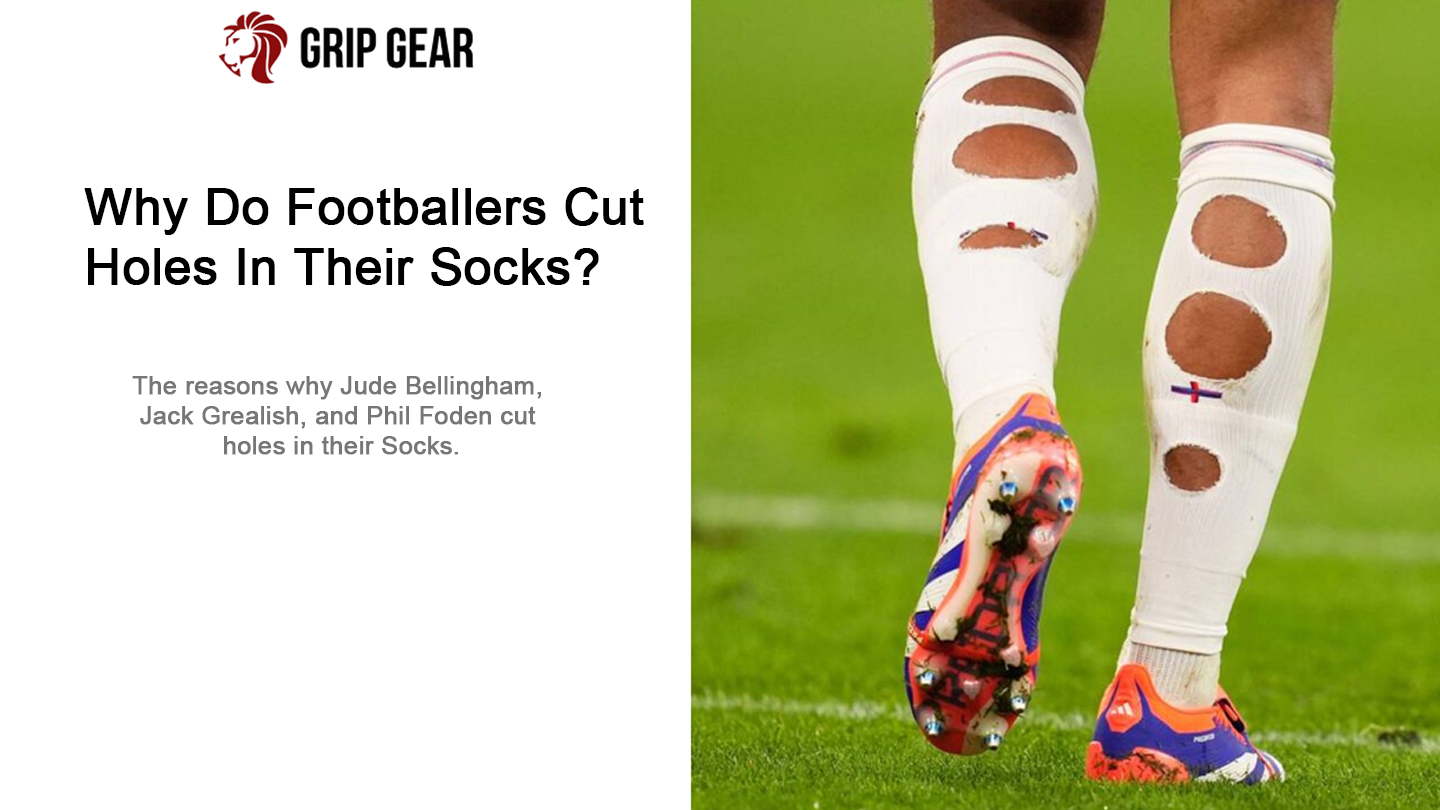 GRIP GEAR
Why Do Footballers Cut
Holes In Their Socks?
The reasons why Jude Bellingham,
Jack Grealish, and Phil Foden cut
holes in their Socks.